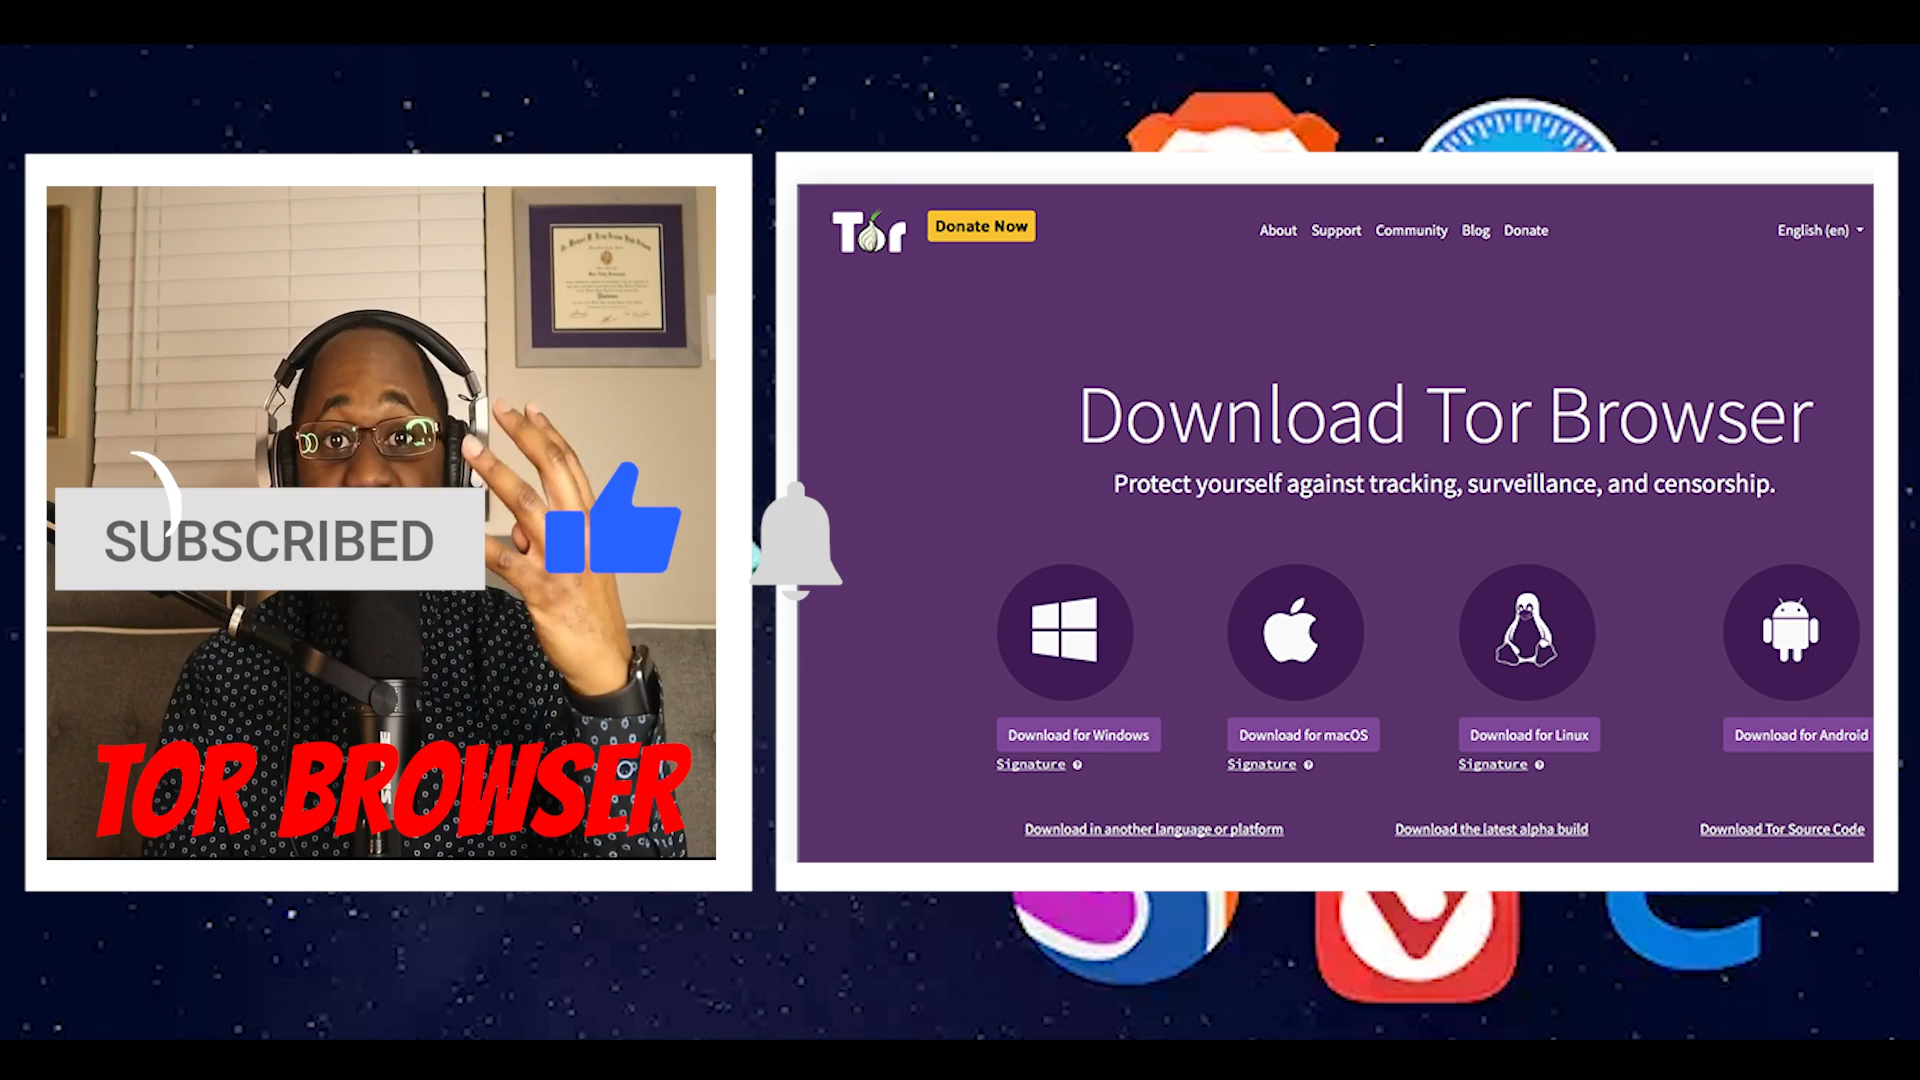 SUBSCRIBED
TOR BROWSER
Tor
Donate Now
About Support Community Blog Donate
English (en)
Download Tor Browser
Protect yourself against tracking, surveillance, and censorship.
Download for Windows
Download for macOS
Download for Linux
Download for Android
Signature
Signature
Signature
Download in another language or platform
Download the latest alpha build
Download Tor Source Code